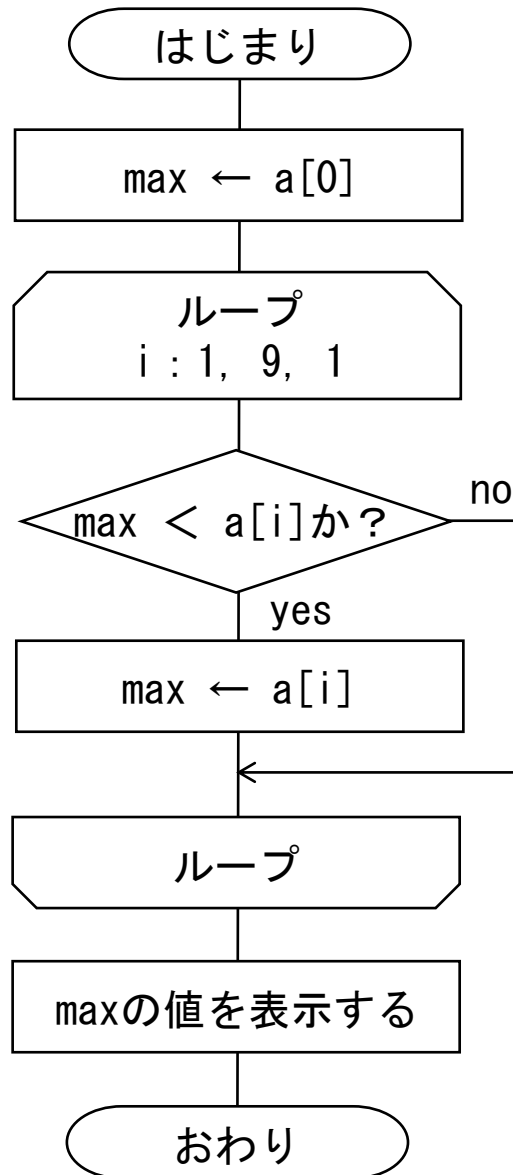 はじまり
max ← a[0]
ループ
i : 1, 9, 1
max ＜ a[i]か？
no
yes
max ← a[i]
ループ
maxの値を表示する
おわり